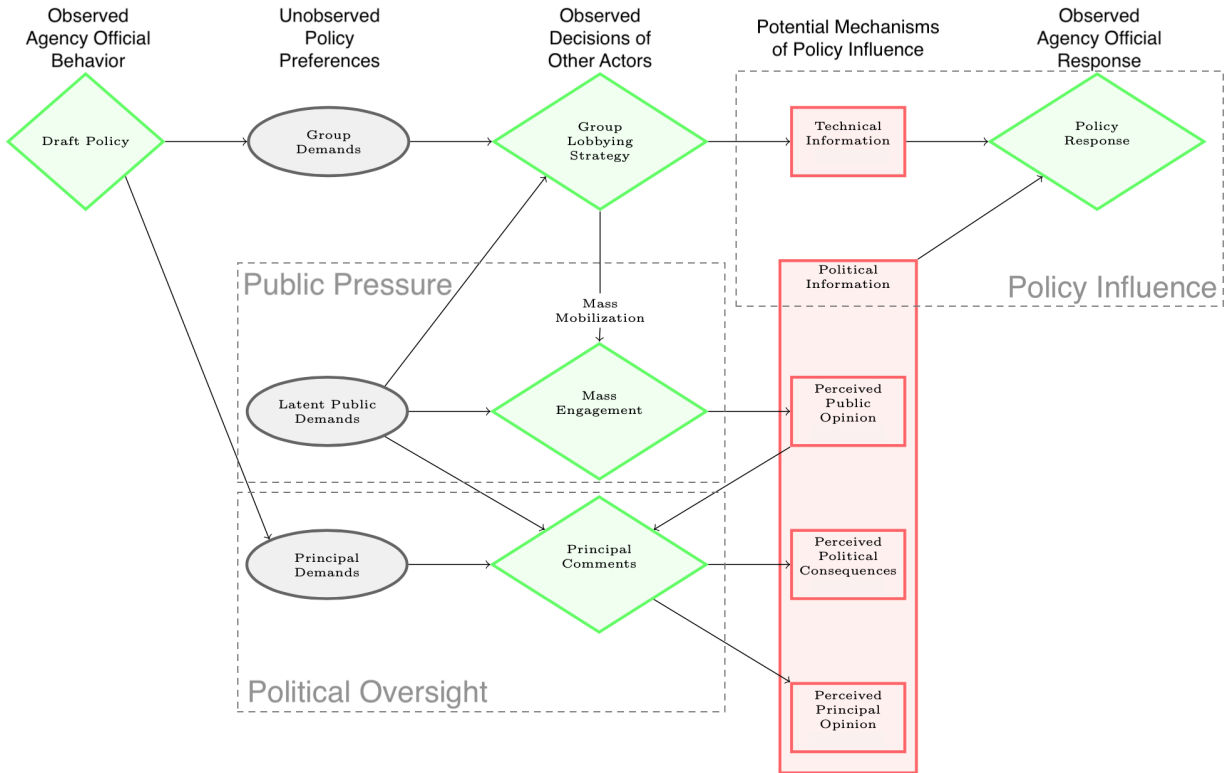 Observed
Agency Official
Behavior
Unobserved
Policy
Preferences
Observed
Decisions of
Other Actors
Potential Mechanisms
of Policy Influence
Observed
Agency Official
Response
Draft Policy
Group
Demands
Group
Lobbying
Strategy
Technical
Information
Policy
Response
Public Pressure
Mass
Mobilization
Political
Information
Policy Influence
Latent Public
Demands
Mass
Engagement
Perceived
Public
Opinion
Principal
Demands
Principal
Comments
Perceived
Political
Consequences
Political Oversight
Perceived
Principal
Opinion